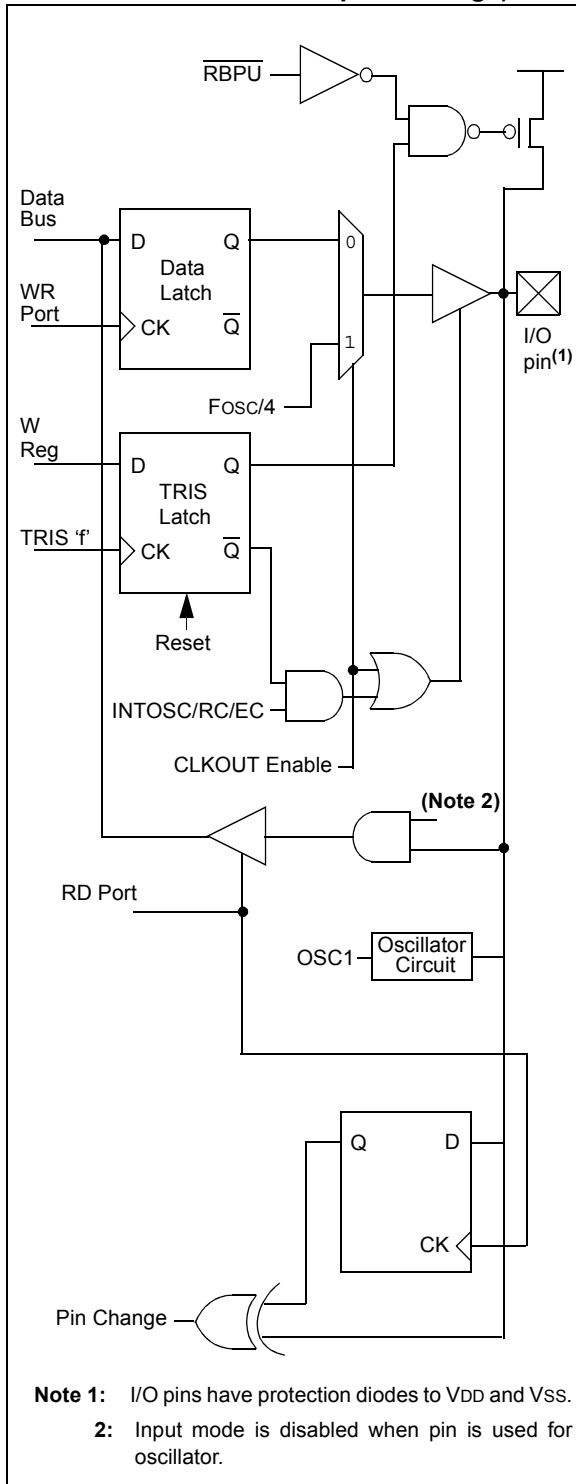 RBPU
Data
Bus
D Q
Data
Latch
WR
Port
CK Q
0
1
I/O
pin(1)
FOSC/4
W
Reg
D Q
TRIS
Latch
TRIS 'f'
CK Q
Reset
INTOSC/RC/EC
CLKOUT Enable
(Note 2)
RD Port
OSC1
Oscillator
Circuit
Q D
CK
Pin Change
Note 1: I/O pins have protection diodes to VDD and VSS.
2: Input mode is disabled when pin is used for
oscillator.